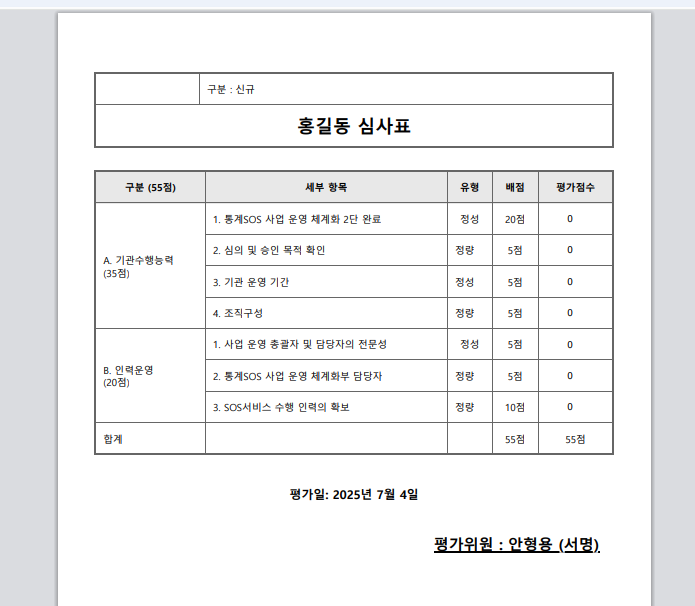 구분 : 신규
홍길동 심사표
구분 (55점) 세부 항목 유형 배점 평가점수
A. 기관수행능력
(35점)
1. 통계SOS 사업 운영 체계화 2단 완료 정성 20점 0
2. 심의 및 승인 목적 확인 정량 5점 0
3. 기관 운영 기간 정성 5점 0
4. 조직구성 정량 5점 0
B. 인력운영
(20점)
1. 사업 운영 총괄자 및 담당자의 전문성 정성 5점 0
2. 통계SOS 사업 운영 체계화부 담당자 정량 5점 0
3. SOS서비스 수행 인력의 확보 정량 10점 0
합계 55점 55점
평가일: 2025년 7월 4일
평가위원 : 안형용 (서명)